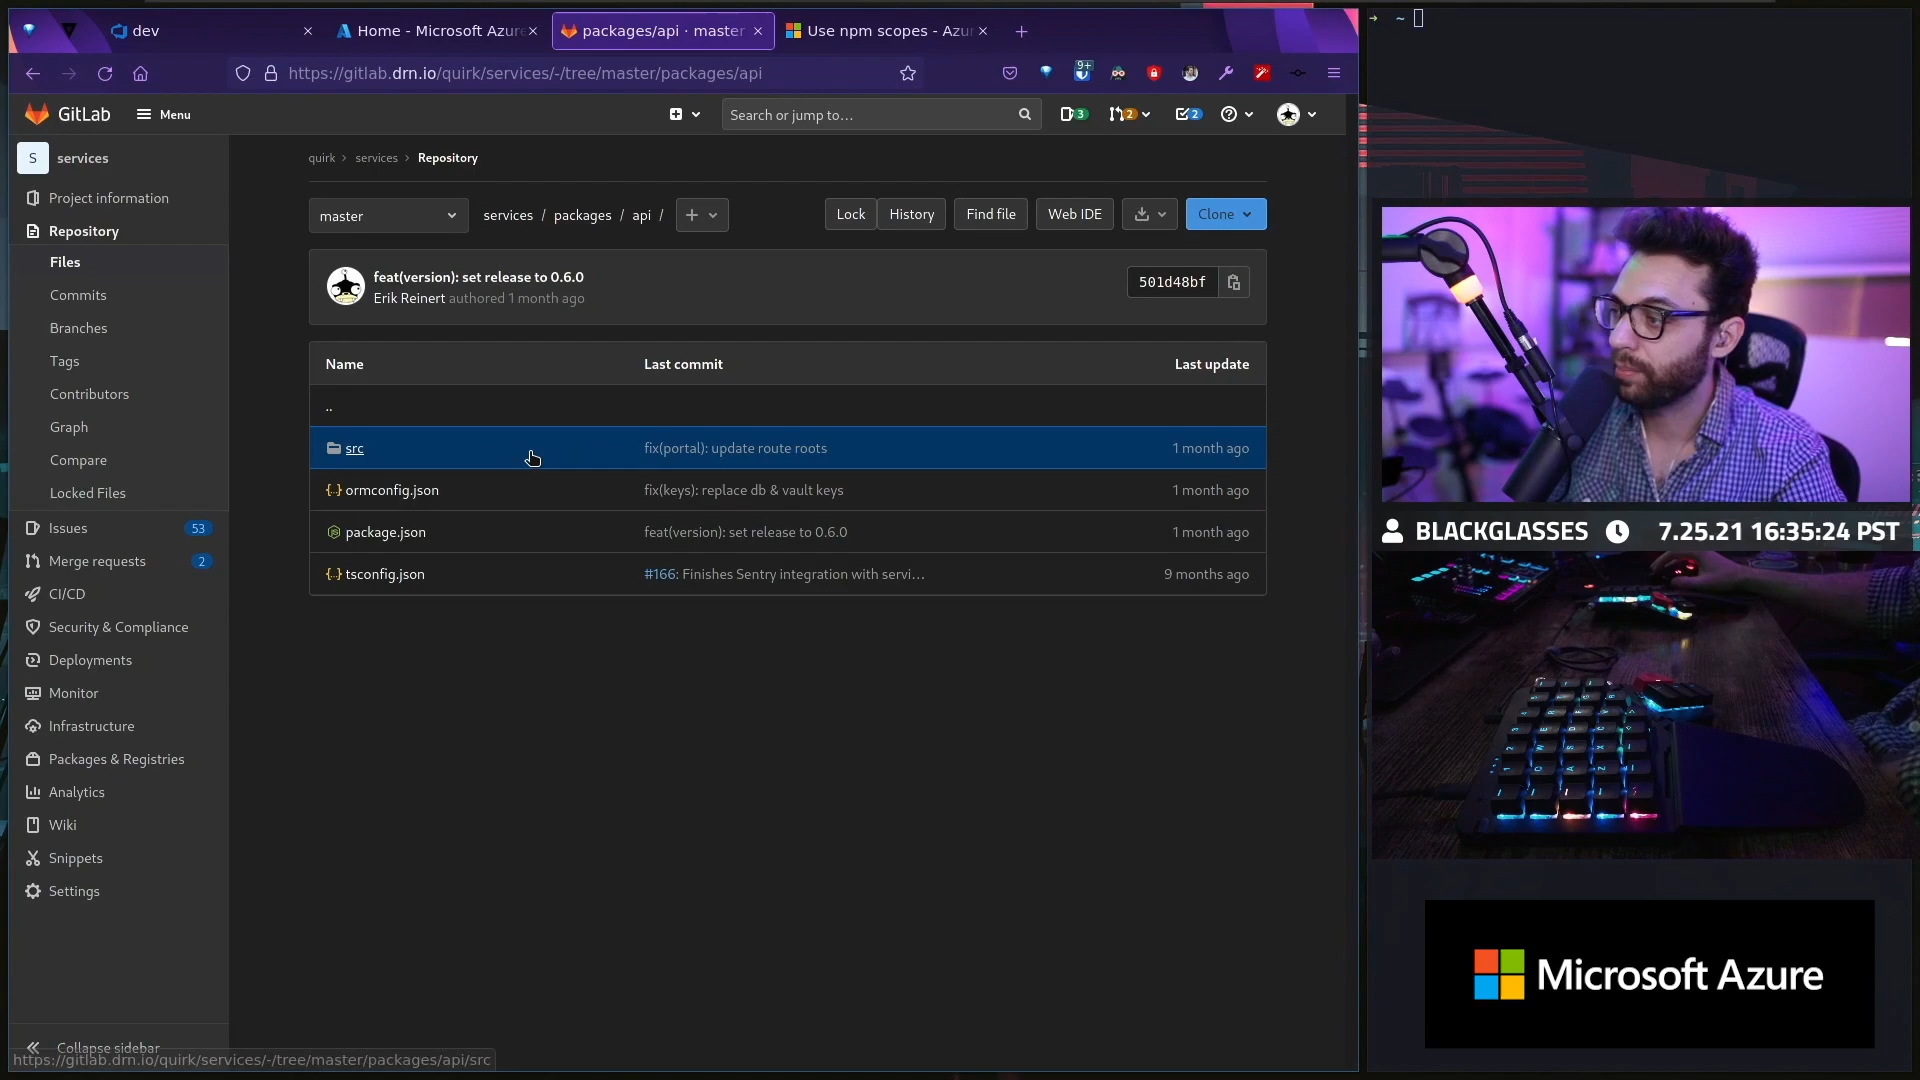 dev
Home - Microsoft Azure
packages/api · master
Use npm scopes - Azur
→ ~
https://gitlab.drn.io/quirk/services/-/tree/master/packages/api
9+
GitLab
Menu
Search or jump to...
3
2
2
S services
quirk > services > Repository
Project information
Repository
Files
Commits
Branches
Tags
Contributors
Graph
Compare
Locked Files
Issues 53
Merge requests 2
CI/CD
Security & Compliance
Deployments
Monitor
Infrastructure
Packages & Registries
Analytics
Wiki
Snippets
Settings
Collapse sidebar
master
services / packages / api / +
Lock
History
Find file
Web IDE
Clone
feat(version): set release to 0.6.0
Erik Reinert authored 1 month ago
501d48bf
Name Last commit Last update
..
src fix(portal): update route roots 1 month ago
ormconfig.json fix(keys): replace db & vault keys 1 month ago
package.json feat(version): set release to 0.6.0 1 month ago
tsconfig.json #166: Finishes Sentry integration with servi... 9 months ago
https://gitlab.drn.io/quirk/services/-/tree/master/packages/api/src
BLACKGLASSES 7.25.21 16:35:24 PST
Microsoft Azure